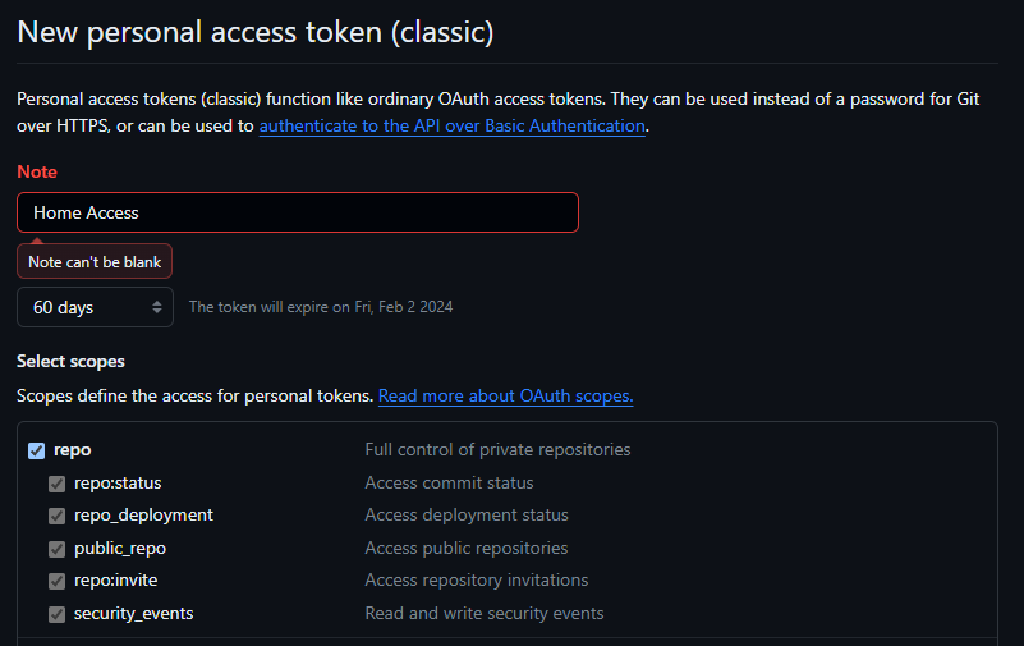 New personal access token (classic)
Personal access tokens (classic) function like ordinary OAuth access tokens. They can be used instead of a password for Git
over HTTPS, or can be used to authenticate to the API over Basic Authentication.
Note
Home Access
Note can't be blank
60 days The token will expire on Fri, Feb 2 2024
Select scopes
Scopes define the access for personal tokens. Read more about OAuth scopes.
repo Full control of private repositories
repo:status Access commit status
repo_deployment Access deployment status
public_repo Access public repositories
repo:invite Access repository invitations
security_events Read and write security events